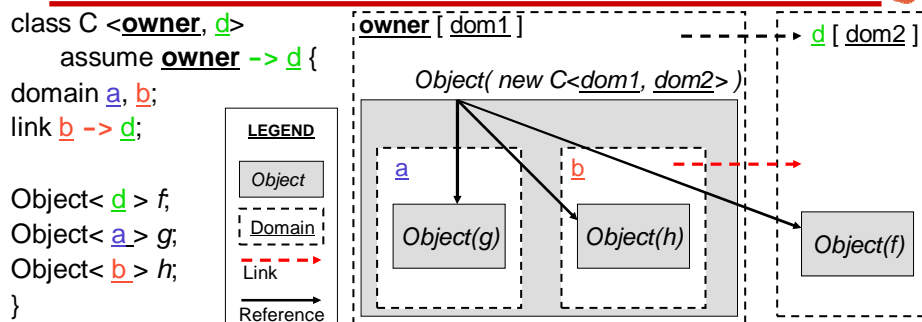 class C <owner, d>
assume owner -> d {
domain a, b;
link b -> d;
Object< d > f;
Object< a > g;
Object< b > h;
}
LEGEND
Object
Domain
Link
Reference
owner [ dom1 ]
d [ dom2 ]
Object( new C<dom1, dom2> )
a
b
Object(g)
Object(h)
Object(f)